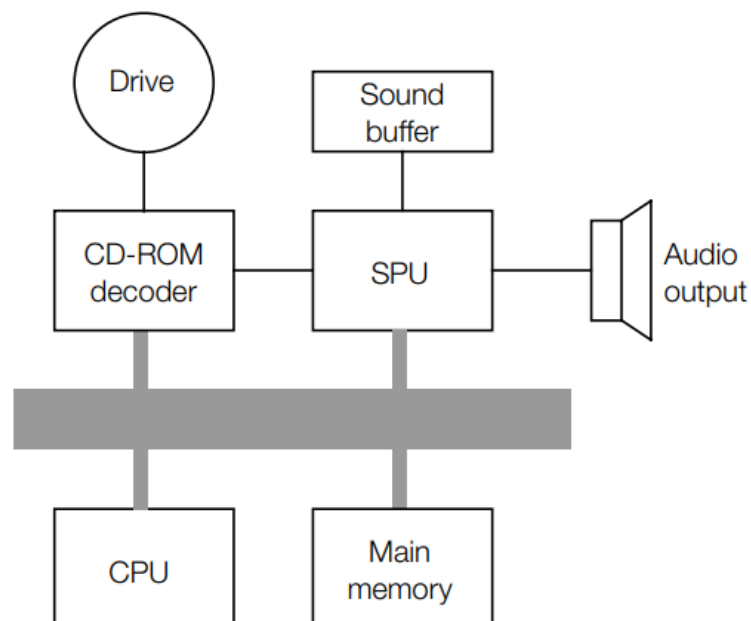 Drive
Sound
buffer
CD-ROM
decoder
SPU
Audio
output
CPU
Main
memory